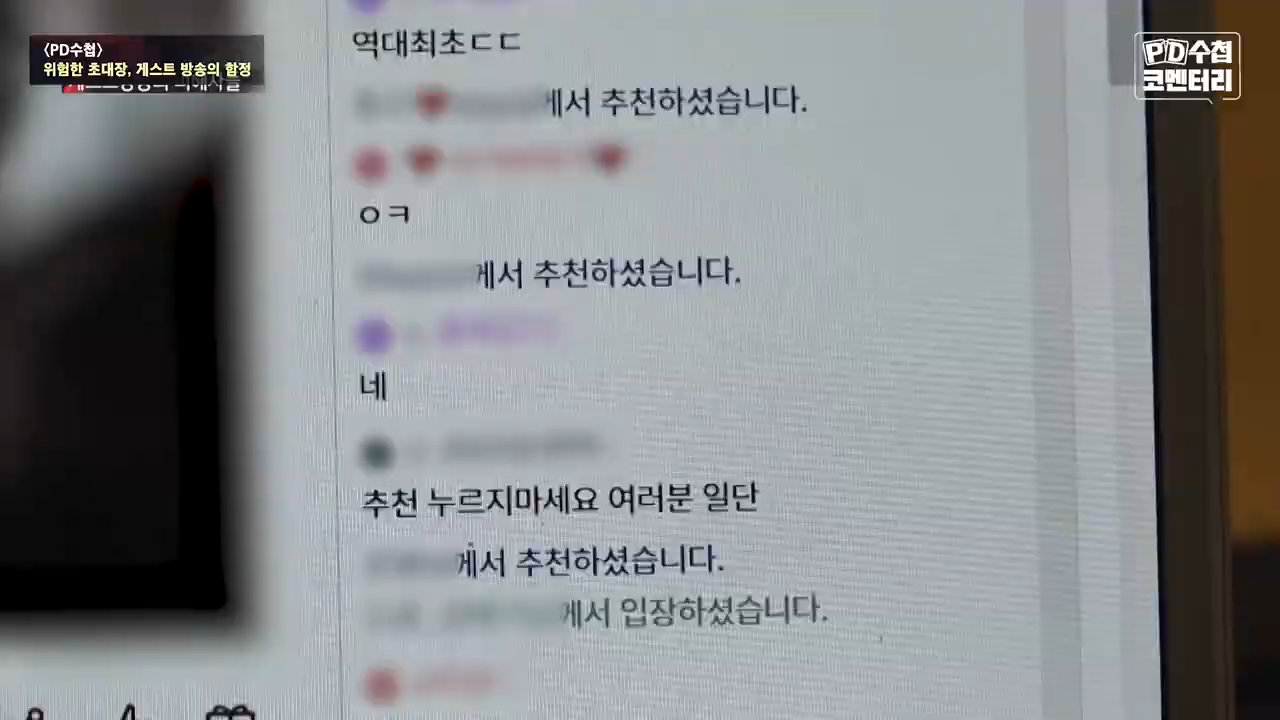 <PD수첩>
위험한 초대장, 게스트 방송의 함정
PD수첩
코멘터리
역대최초ㄷㄷ
께서 추천하셨습니다.
ㅇㅋ
께서 추천하셨습니다.
네
추천 누르지마세요 여러분 일단
께서 추천하셨습니다.
께서 입장하셨습니다.